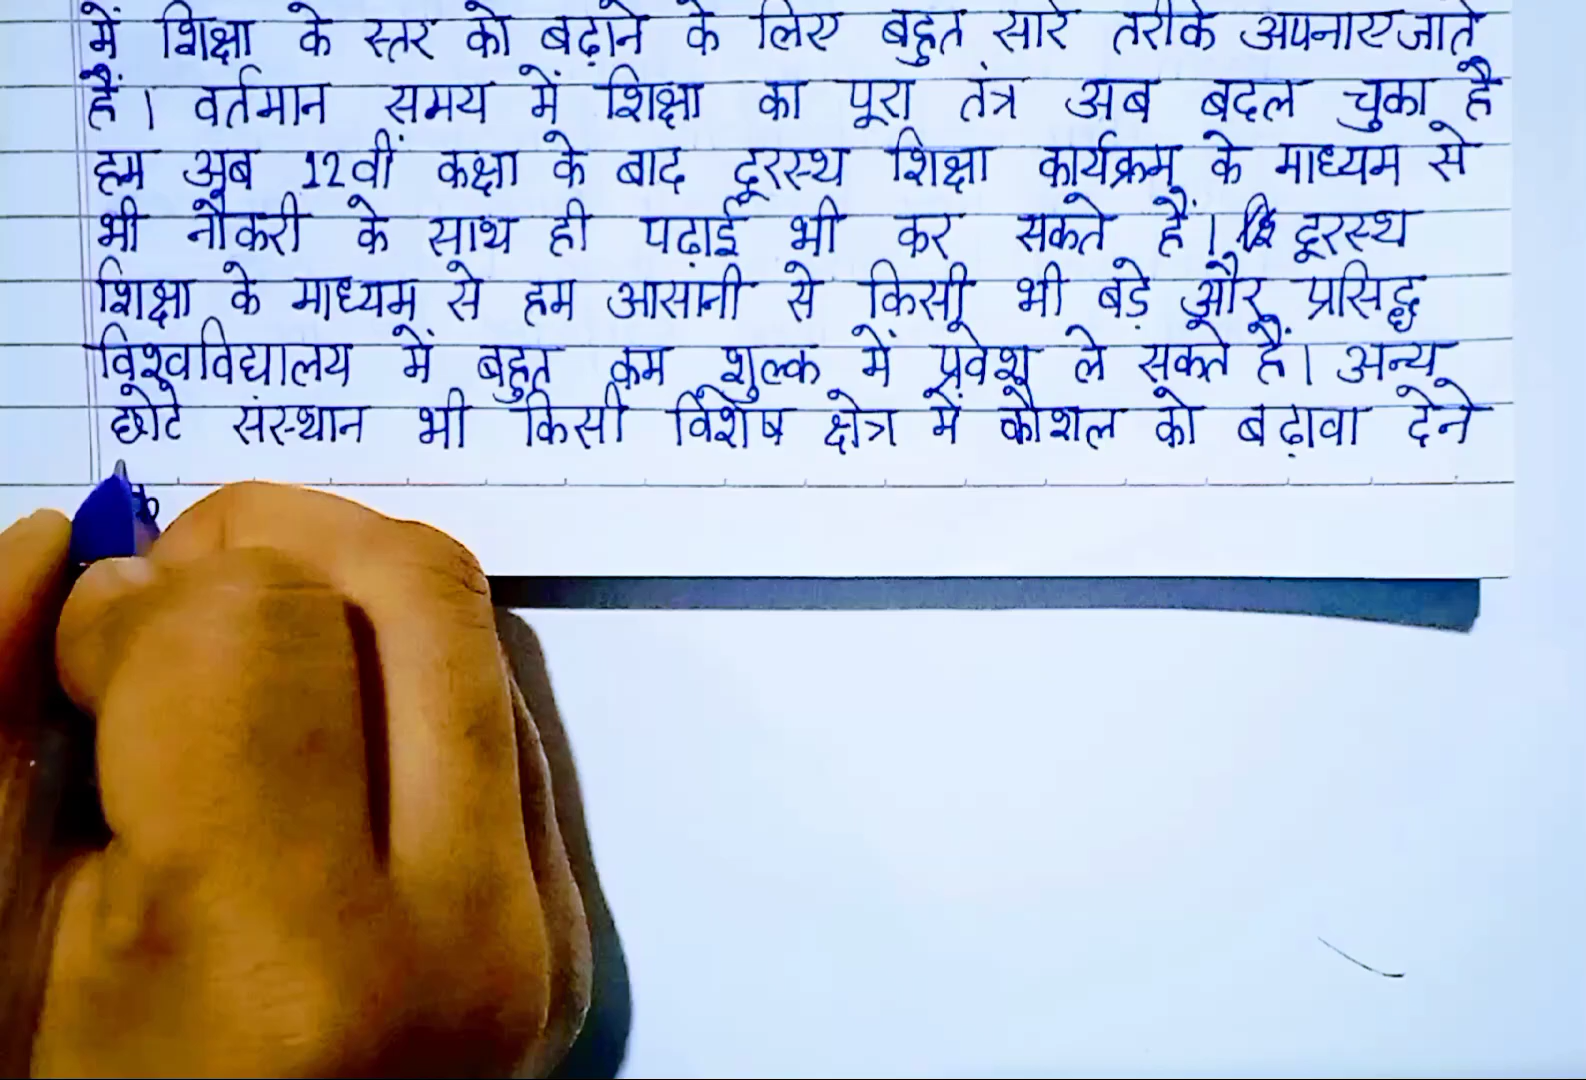 में शिक्षा के स्तर को बढ़ाने के लिए बहुत सारे तरीके अपनाए जाते
हैं। वर्तमान समय में शिक्षा का पूरा तंत्र अब बदल चुका है
हम अब 12वीं कक्षा के बाद दूरस्थ शिक्षा कार्यक्रम के माध्यम से
भी नौकरी के साथ ही पढ़ाई भी कर सकते हैं। दूरस्थ
शिक्षा के माध्यम से हम आसानी से किसी भी बड़े और प्रसिद्ध
विश्वविद्यालय में बहुत कम शुल्क में प्रवेश ले सकते हैं। अन्य
छोटे संस्थान भी किसी विशेष क्षेत्र में कौशल को बढ़ावा देने